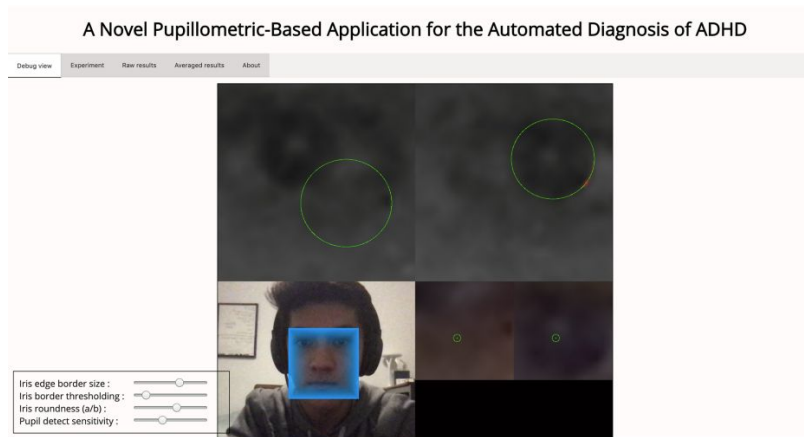 A Novel Pupillometric-Based Application for the Automated Diagnosis of ADHD
Debug view Experiment Raw results Averaged results About
Iris edge border size :
Iris border thresholding :
Iris roundness (a/b) :
Pupil detect sensitivity :